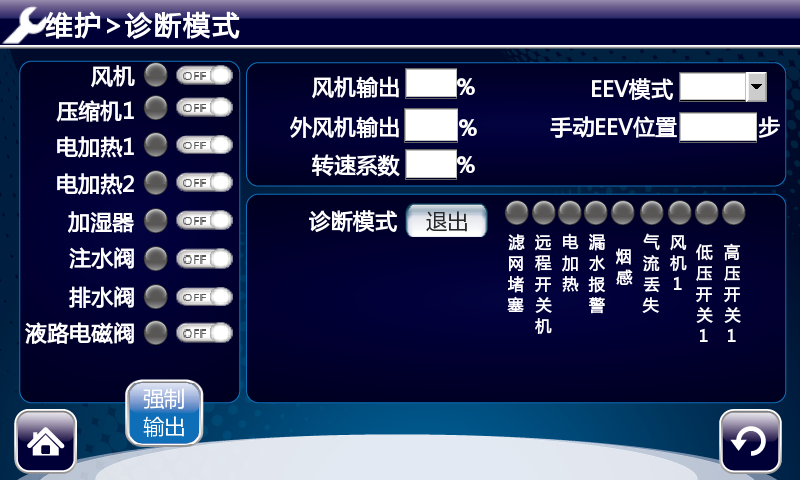 维护>诊断模式
风机 OFF
压缩机1 OFF
电加热1 OFF
电加热2 OFF
加湿器 OFF
注水阀 OFF
排水阀 OFF
液路电磁阀 OFF
强制
输出
风机输出 %
EEV模式
外风机输出 %
手动EEV位置 步
转速系数 %
诊断模式 退出
滤网堵塞
远程开关机
电加热
漏水报警
烟感
气流丢失
风机1
低压开关1
高压开关1